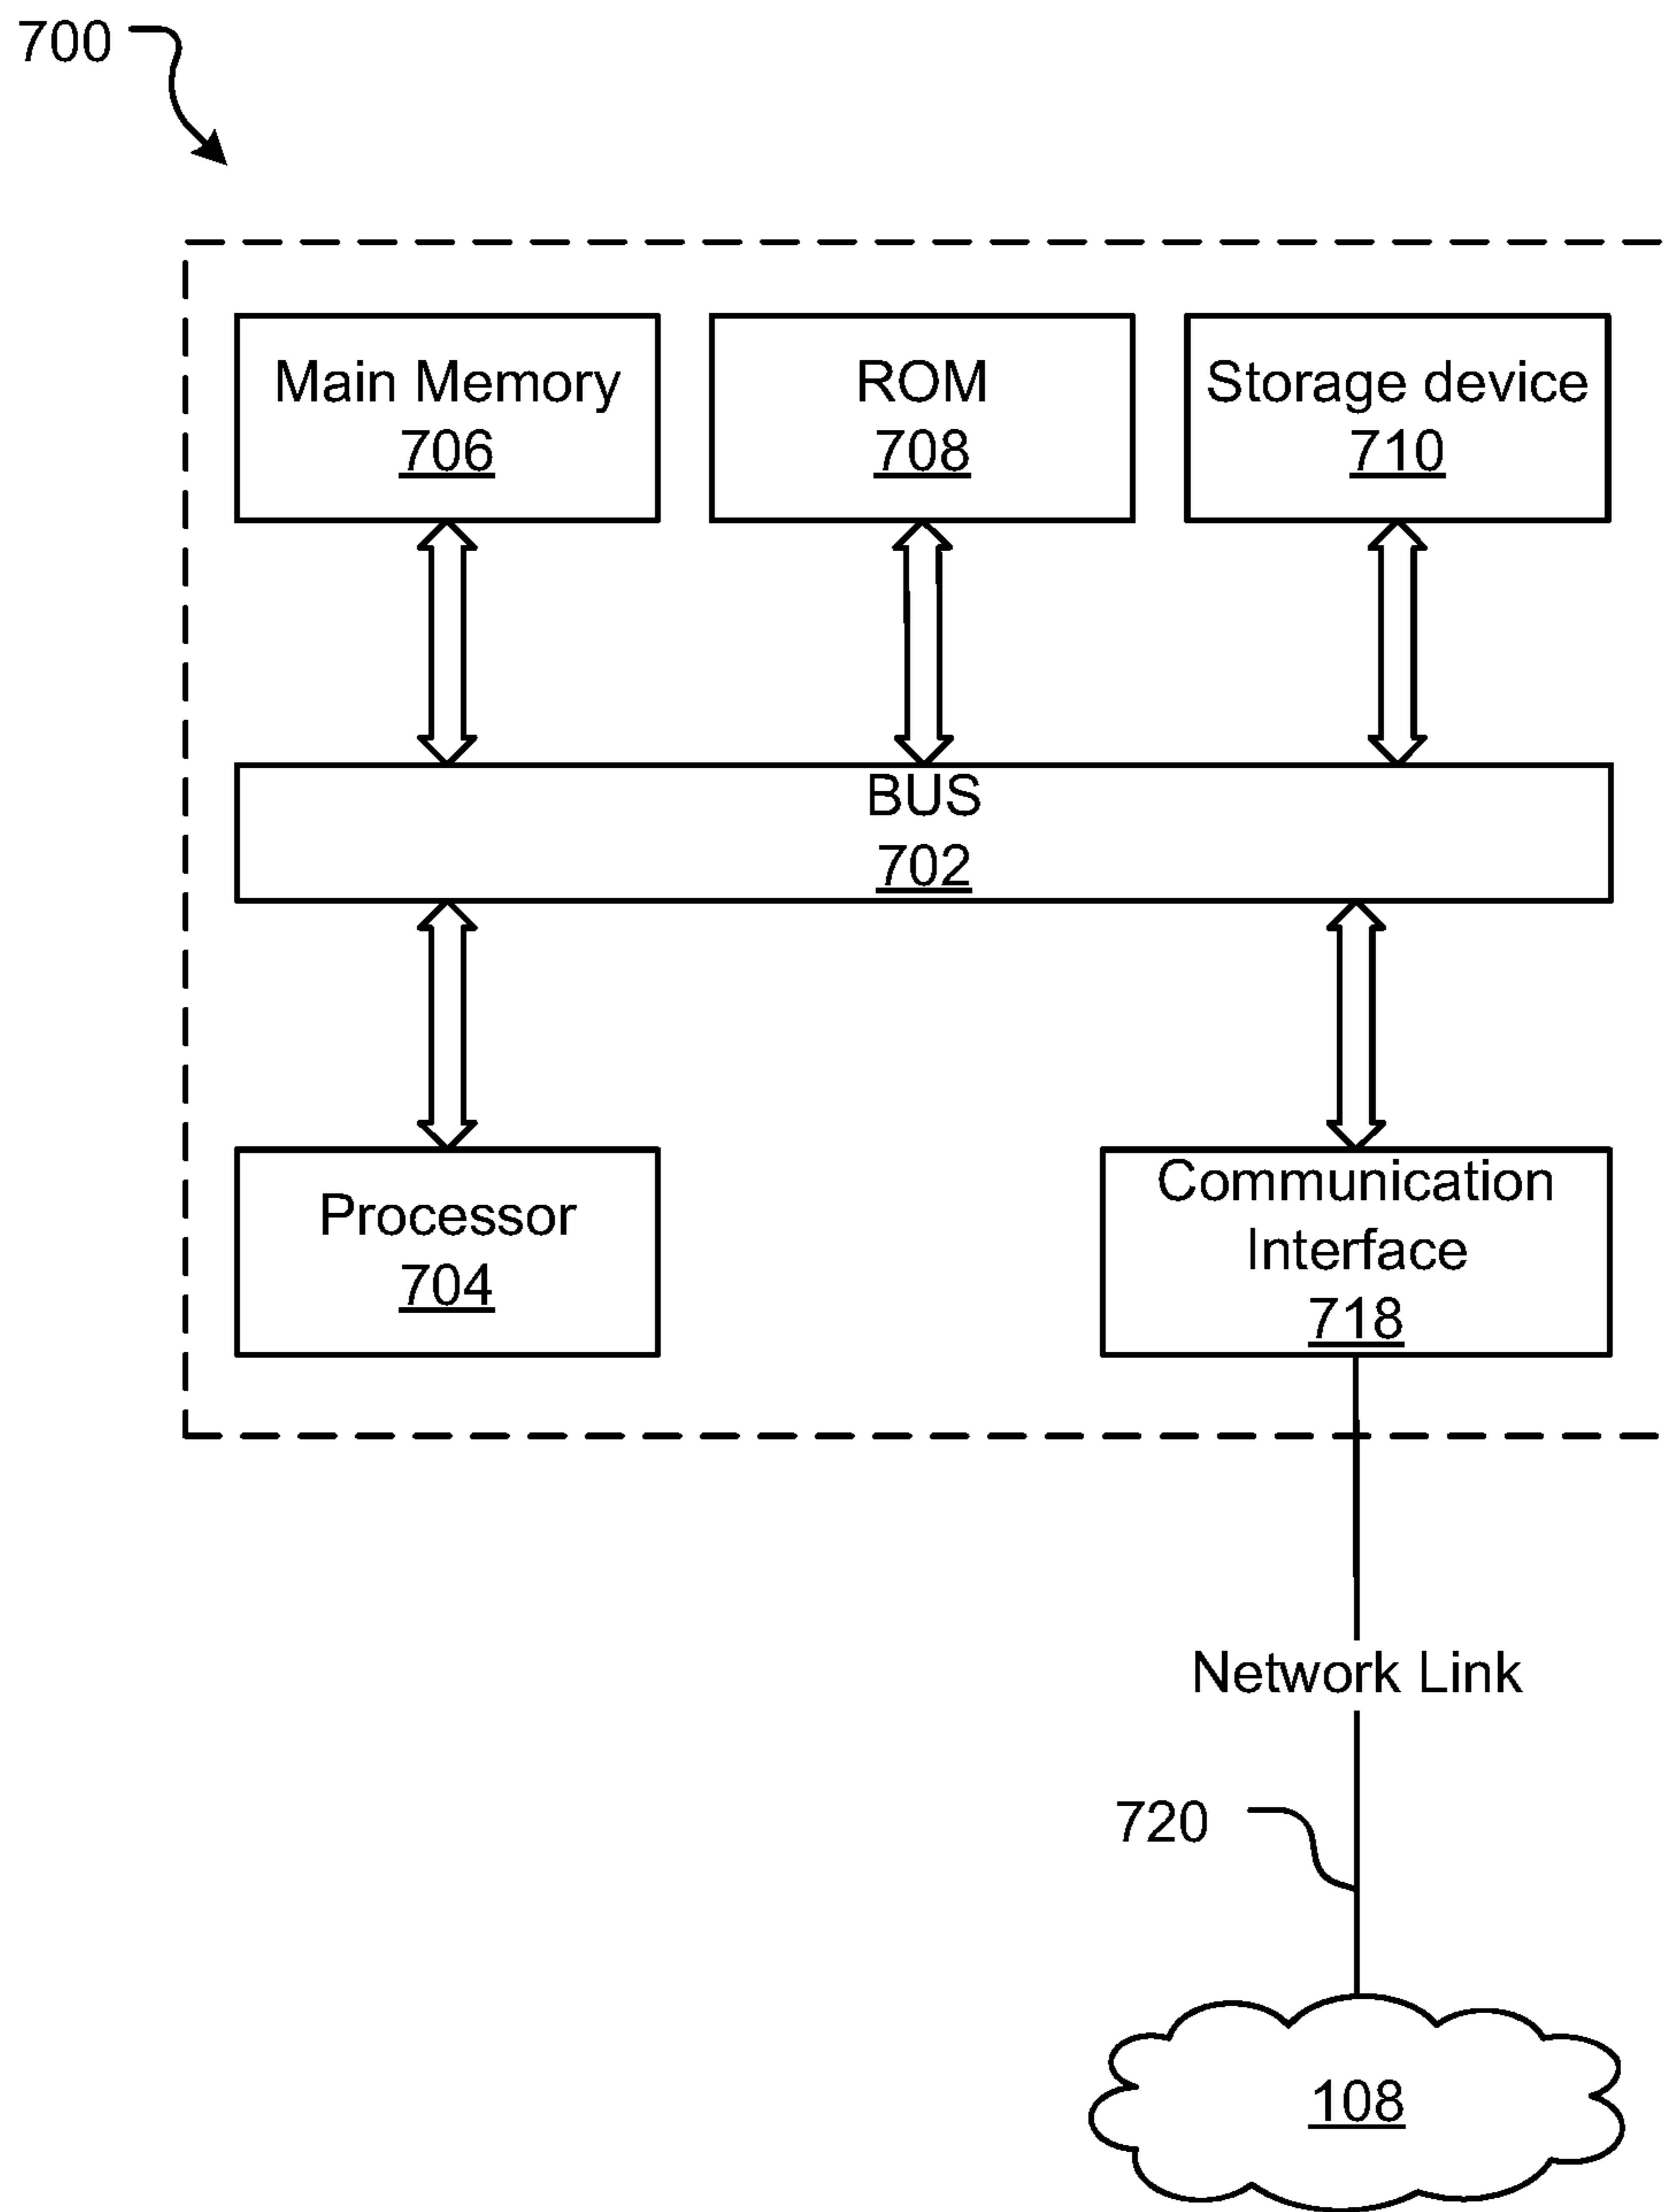 700
Main Memory
706
ROM
708
Storage device
710
BUS
702
Processor
704
Communication
Interface
718
Network Link
720
108